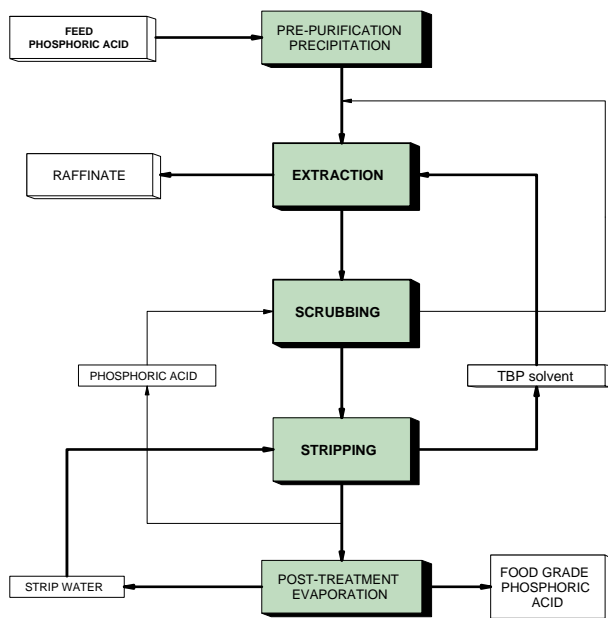 FEED
PHOSPHORIC ACID
PRE-PURIFICATION
PRECIPITATION
RAFFINATE
EXTRACTION
SCRUBBING
PHOSPHORIC ACID
TBP solvent
STRIPPING
STRIP WATER
POST-TREATMENT
EVAPORATION
FOOD GRADE
PHOSPHORIC
ACID